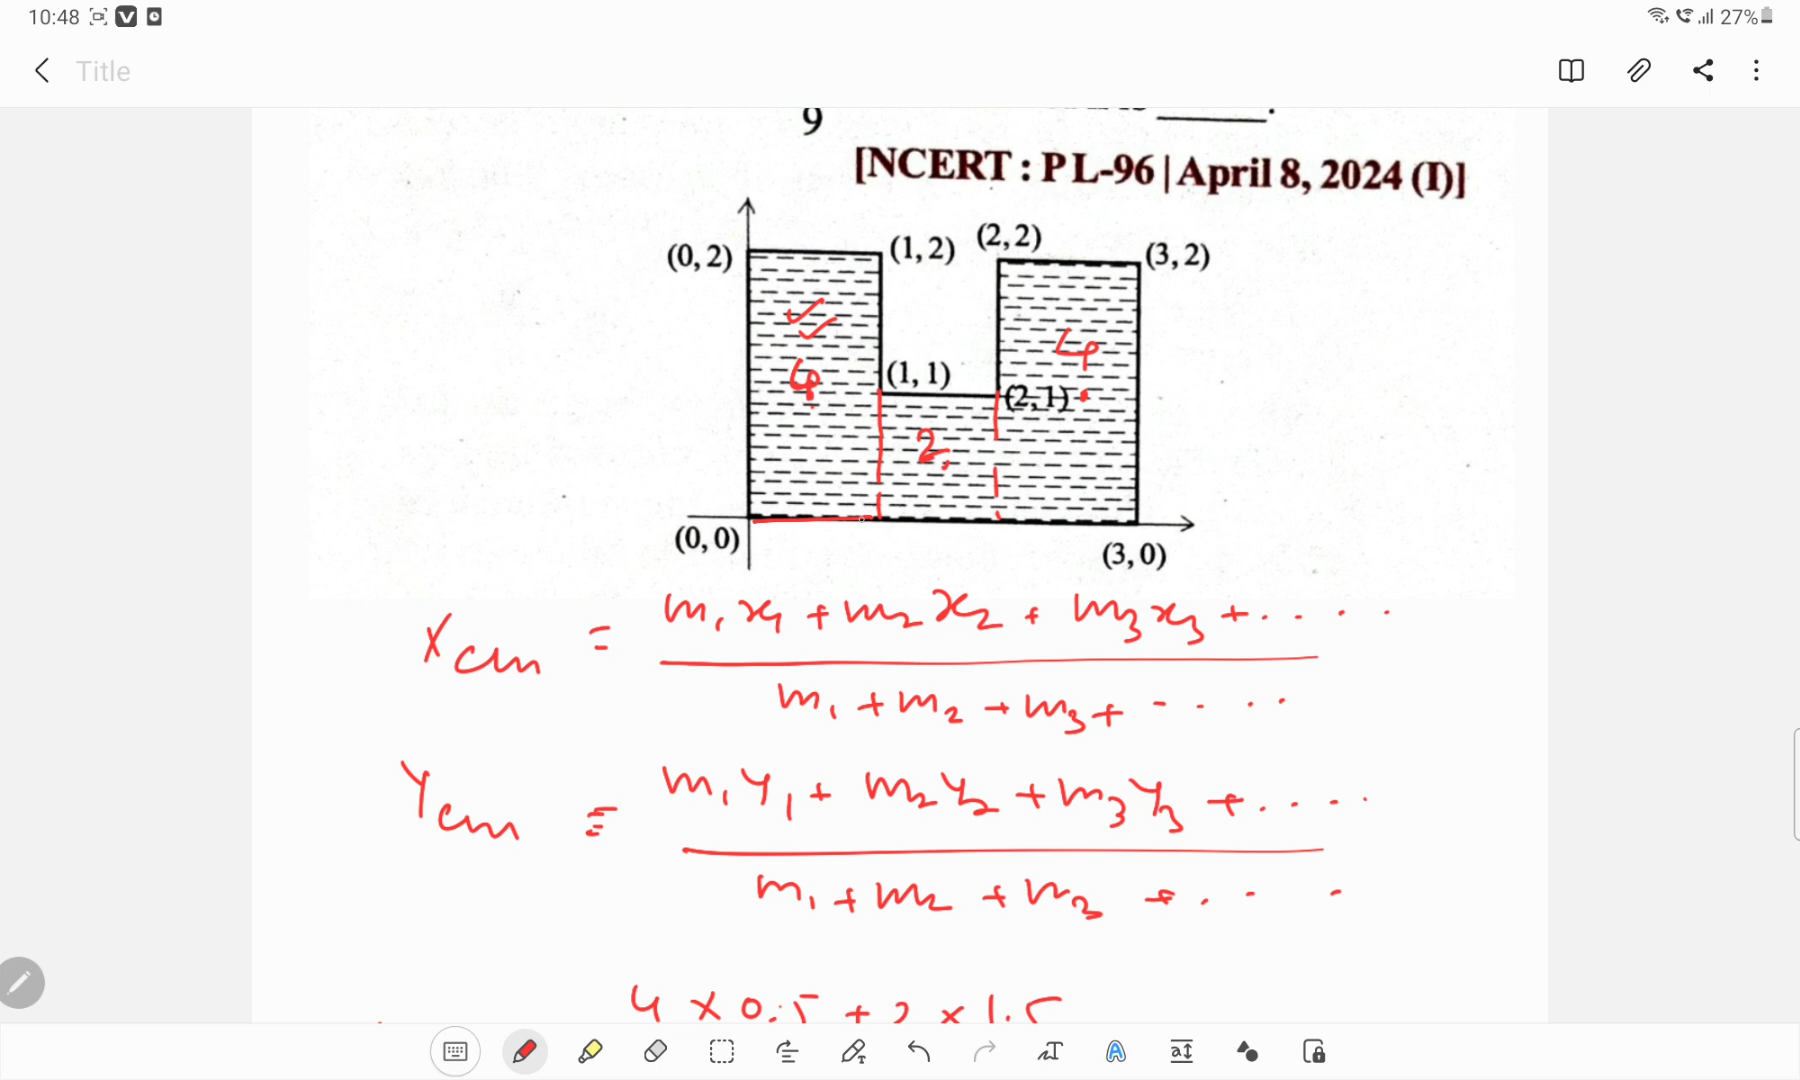 10:48
27%
Title
9
[NCERT : P L-96 | April 8, 2024 (I)]
(0, 2)
(1, 2)
(2, 2)
(3, 2)
4
4
(1, 1)
(2, 1)
2
(0, 0)
(3, 0)
Xcm = m1x1 + m2x2 + m3x3 + ....
m1 + m2 + m3 + ....
Ycm = m1y1 + m2y2 + m3y3 + ....
m1 + m2 + m3 + ...
4 × 0.5 + 2 × 1.5